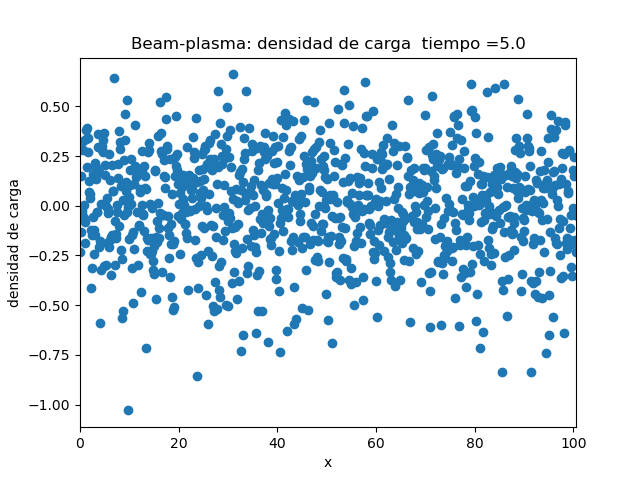 Beam-plasma: densidad de carga  tiempo =5.0
0.50
0.25
0.00
−0.25
−0.50
−0.75
−1.00
densidad de carga
0 20 40 60 80 100
x